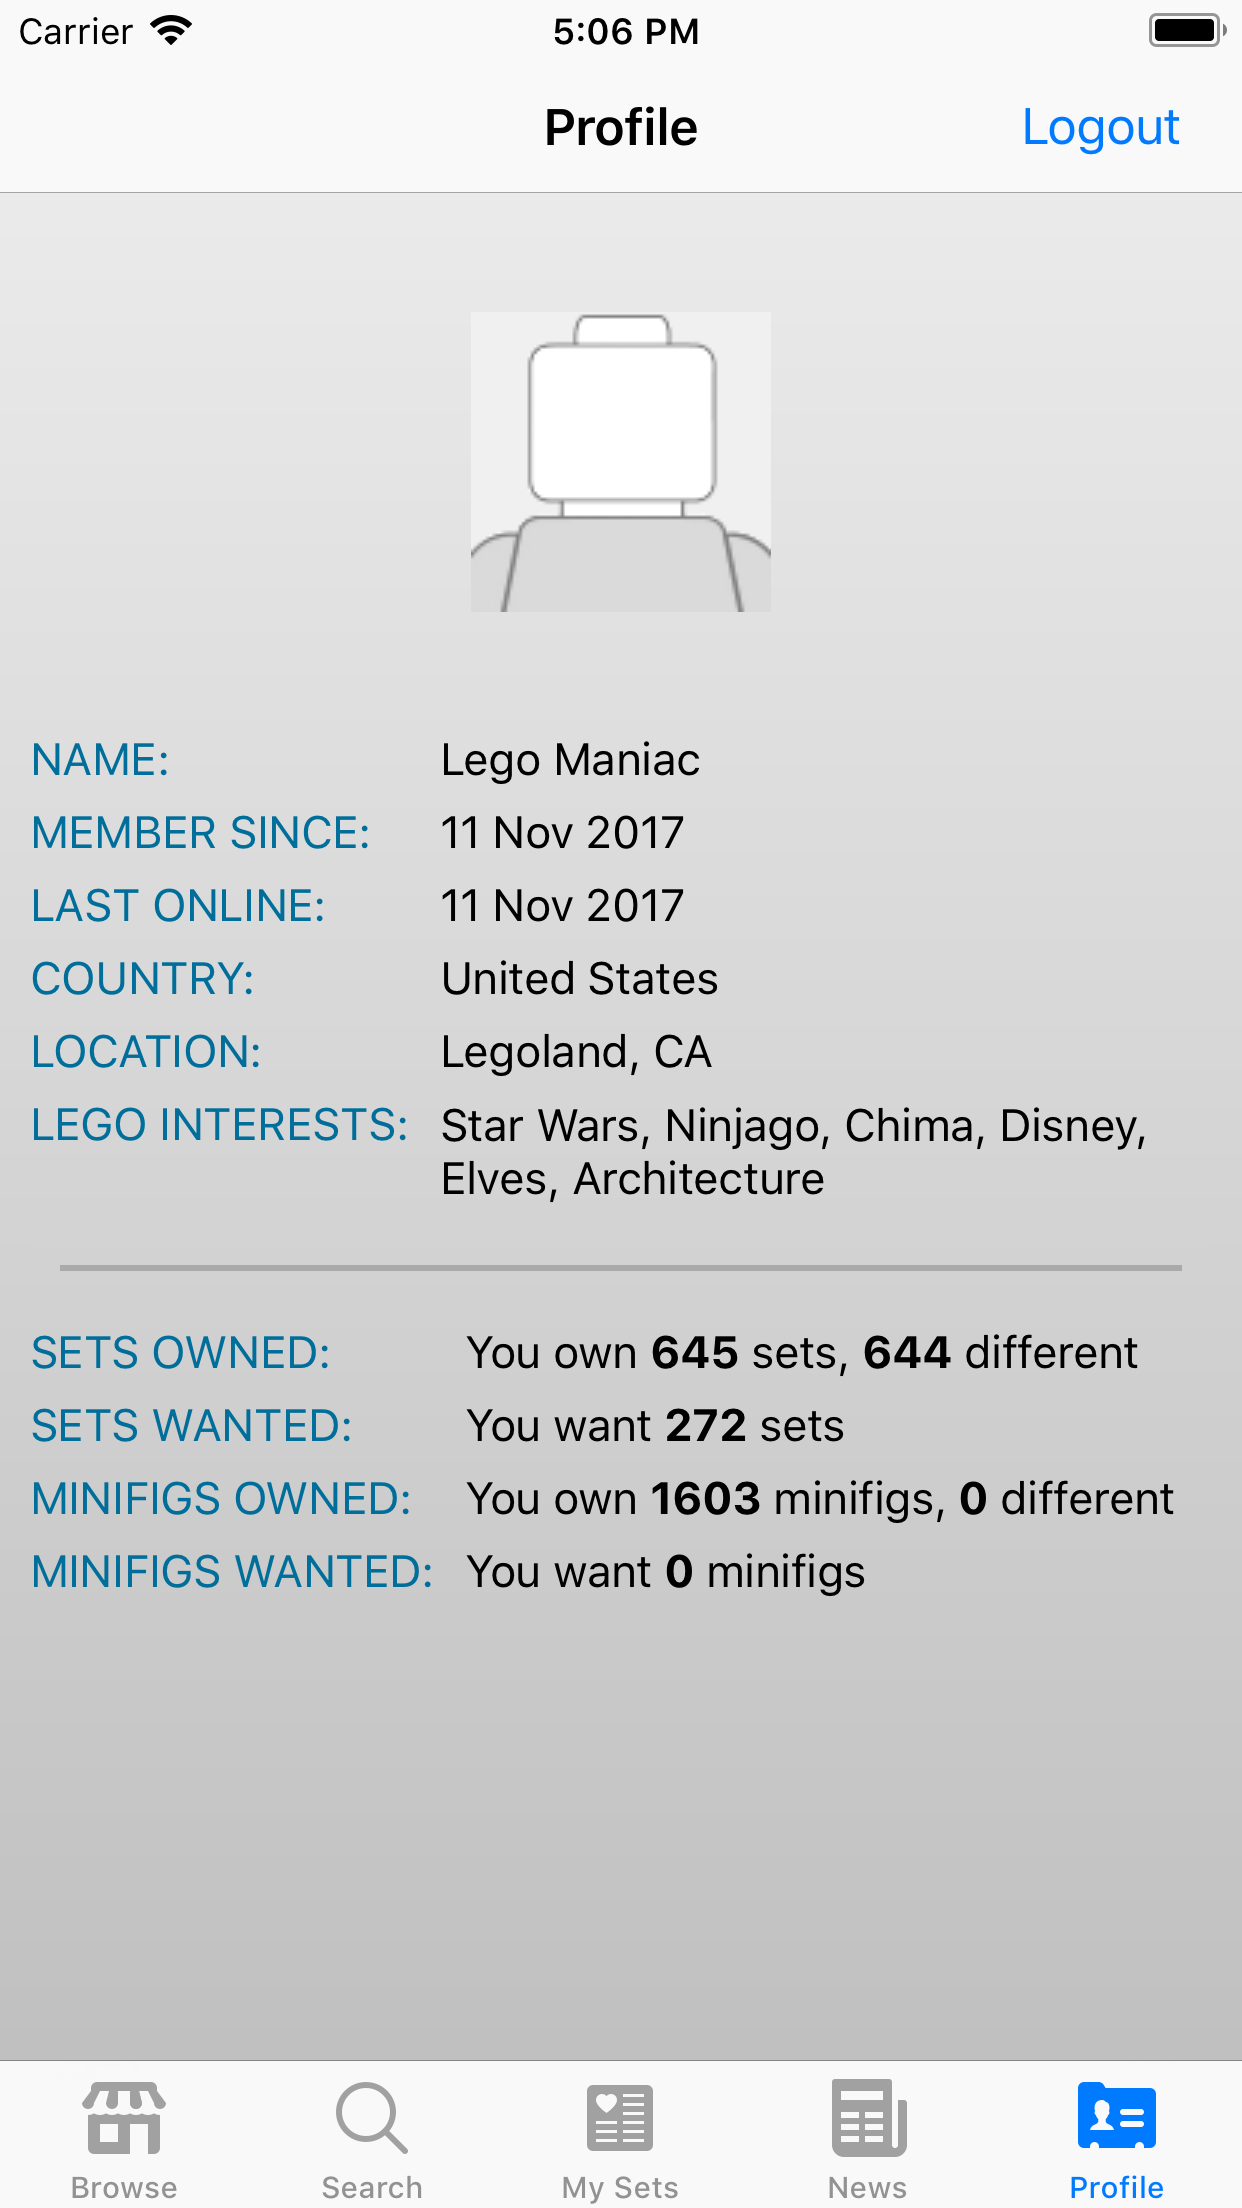 Carrier 5:06 PM
Profile Logout
NAME: Lego Maniac
MEMBER SINCE: 11 Nov 2017
LAST ONLINE: 11 Nov 2017
COUNTRY: United States
LOCATION: Legoland, CA
LEGO INTERESTS: Star Wars, Ninjago, Chima, Disney,
Elves, Architecture
SETS OWNED: You own 645 sets, 644 different
SETS WANTED: You want 272 sets
MINIFIGS OWNED: You own 1603 minifigs, 0 different
MINIFIGS WANTED: You want 0 minifigs
Browse Search My Sets News Profile